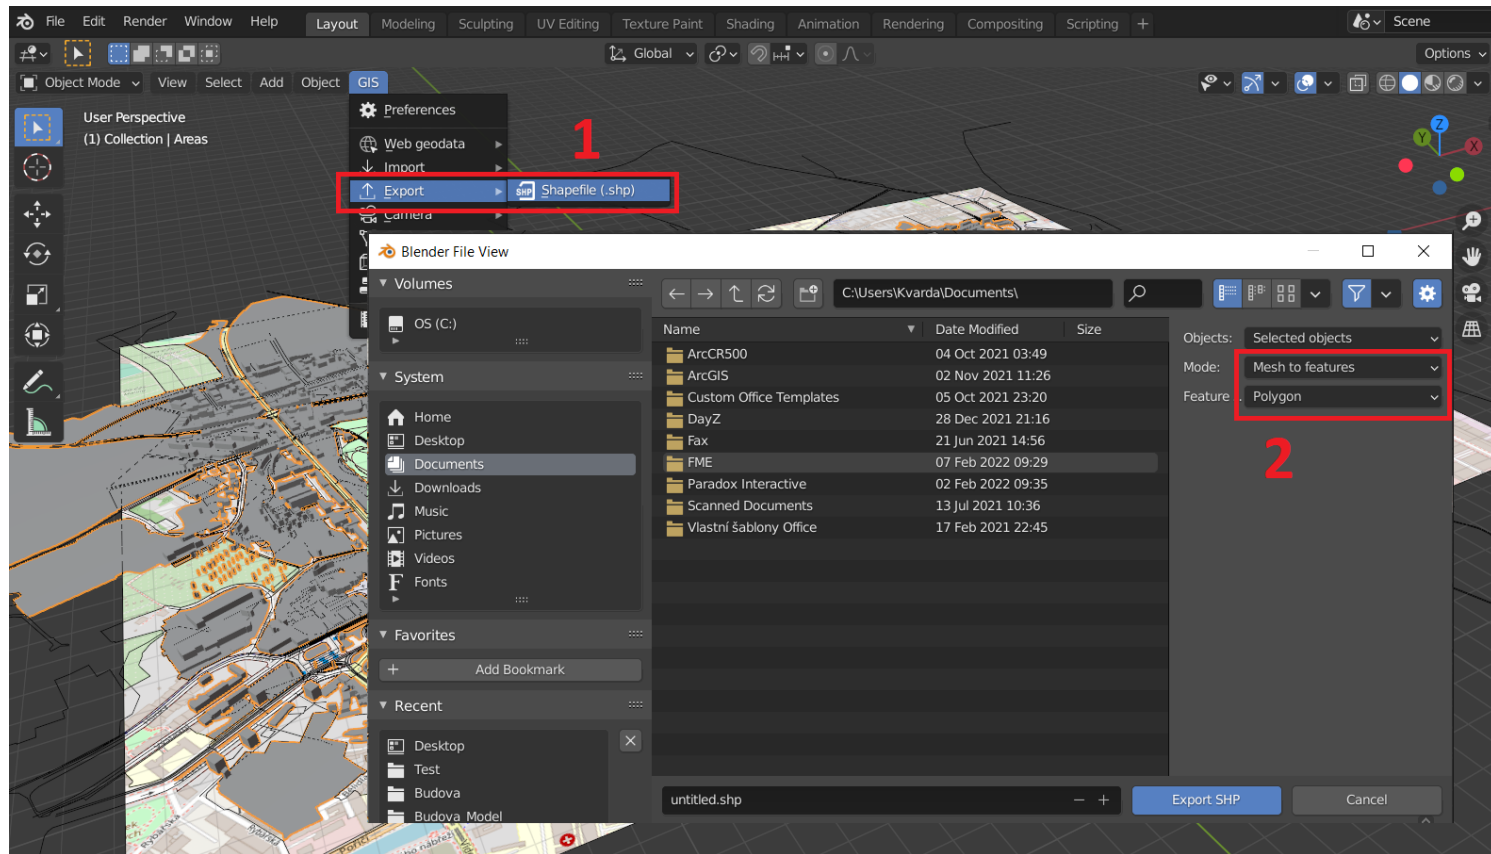 File Edit Render Window Help Layout Modeling Sculpting UV Editing Texture Paint Shading Animation Rendering Compositing Scripting + Scene
Global Options
Object Mode View Select Add Object GIS
User Perspective
(1) Collection | Areas
Preferences
Web geodata
Import
Export
SHP Shapefile (.shp)
Camera
1
Z
Y
X
Blender File View
Volumes
OS (C:)
System
Home
Desktop
Documents
Downloads
Music
Pictures
Videos
Fonts
Favorites
+ Add Bookmark
Recent
Desktop
Test
Budova
Budova Model
C:\Users\Kvarda\Documents\
Name Date Modified Size
ArcCR500 04 Oct 2021 03:49
ArcGIS 02 Nov 2021 11:26
Custom Office Templates 05 Oct 2021 23:20
DayZ 28 Dec 2021 21:16
Fax 21 Jun 2021 14:56
FME 07 Feb 2022 09:29
Paradox Interactive 02 Feb 2022 09:35
Scanned Documents 13 Jul 2021 10:36
Vlastní šablony Office 17 Feb 2021 22:45
Objects: Selected objects
Mode: Mesh to features
Feature . Polygon
2
untitled.shp − +
Export SHP
Cancel